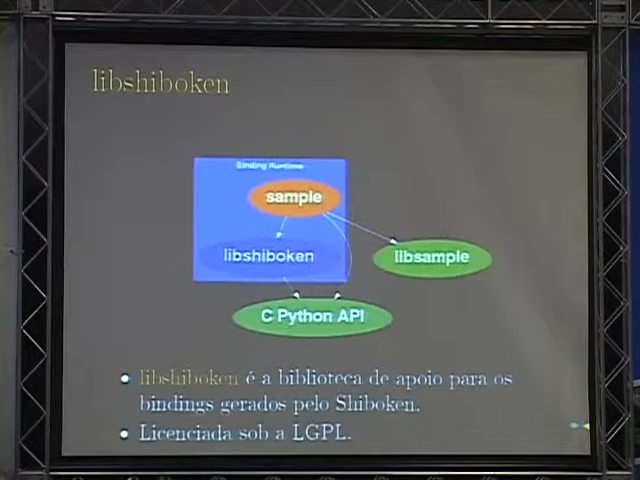 libshiboken
Binding Runtime
sample
libshiboken
libsample
C Python API
libshiboken é a biblioteca de apoio para os
bindings gerados pelo Shiboken.
Licenciada sob a LGPL.